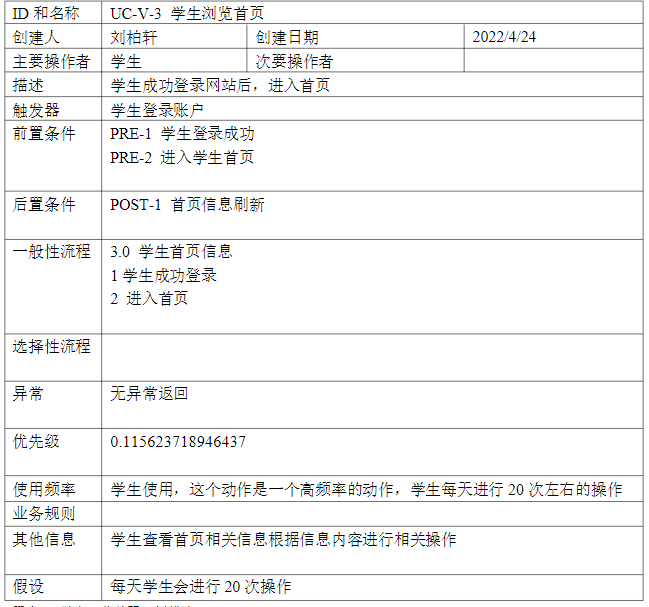 ID 和名称 UC-V-3 学生浏览首页
创建人 刘柏轩 创建日期 2022/4/24
主要操作者 学生 次要操作者
描述 学生成功登录网站后，进入首页
触发器 学生登录账户
前置条件 PRE-1 学生登录成功
PRE-2 进入学生首页
后置条件 POST-1 首页信息刷新
一般性流程 3.0 学生首页信息
1 学生成功登录
2 进入首页
选择性流程
异常 无异常返回
优先级 0.115623718946437
使用频率 学生使用，这个动作是一个高频率的动作，学生每天进行 20 次左右的操作
业务规则
其他信息 学生查看首页相关信息根据信息内容进行相关操作
假设 每天学生会进行 20 次操作